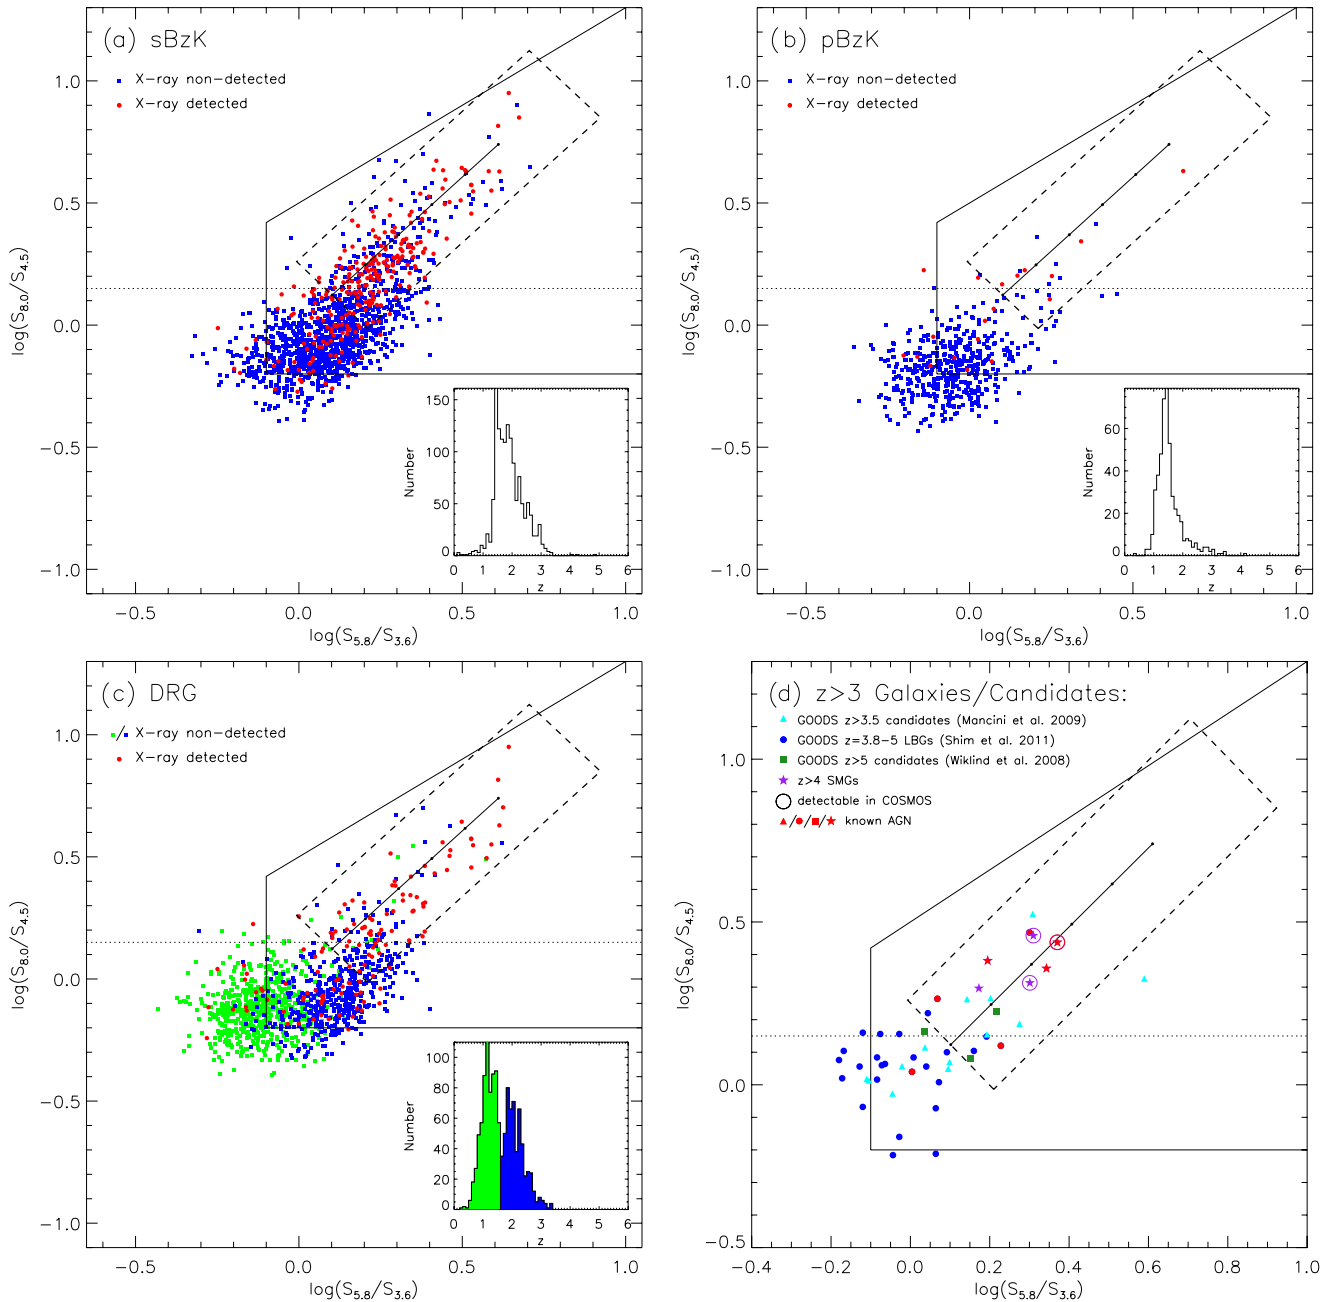 (a) sBzK
X-ray non-detected
X-ray detected
1.0
0.5
0.0
−0.5
−1.0
log(S8.0/S4.5)
−0.5 0.0 0.5 1.0
log(S5.8/S3.6)
150
100
50
0
Number
0 1 2 3 4 5 6
z
(b) pBzK
X-ray non-detected
X-ray detected
1.0
0.5
0.0
−0.5
−1.0
log(S8.0/S4.5)
−0.5 0.0 0.5 1.0
log(S5.8/S3.6)
60
40
20
0
Number
0 1 2 3 4 5 6
z
(c) DRG
/ X-ray non-detected
X-ray detected
1.0
0.5
0.0
−0.5
−1.0
log(S8.0/S4.5)
−0.5 0.0 0.5 1.0
log(S5.8/S3.6)
100
80
60
40
20
0
Number
0 1 2 3 4 5 6
z
(d) z>3 Galaxies/Candidates:
GOODS z>3.5 candidates (Mancini et al. 2009)
GOODS z=3.8−5 LBGs (Shim et al. 2011)
GOODS z>5 candidates (Wiklind et al. 2008)
z>4 SMGs
detectable in COSMOS
/ / / known AGN
1.0
0.5
0.0
−0.5
log(S8.0/S4.5)
−0.4 −0.2 0.0 0.2 0.4 0.6 0.8 1.0
log(S5.8/S3.6)